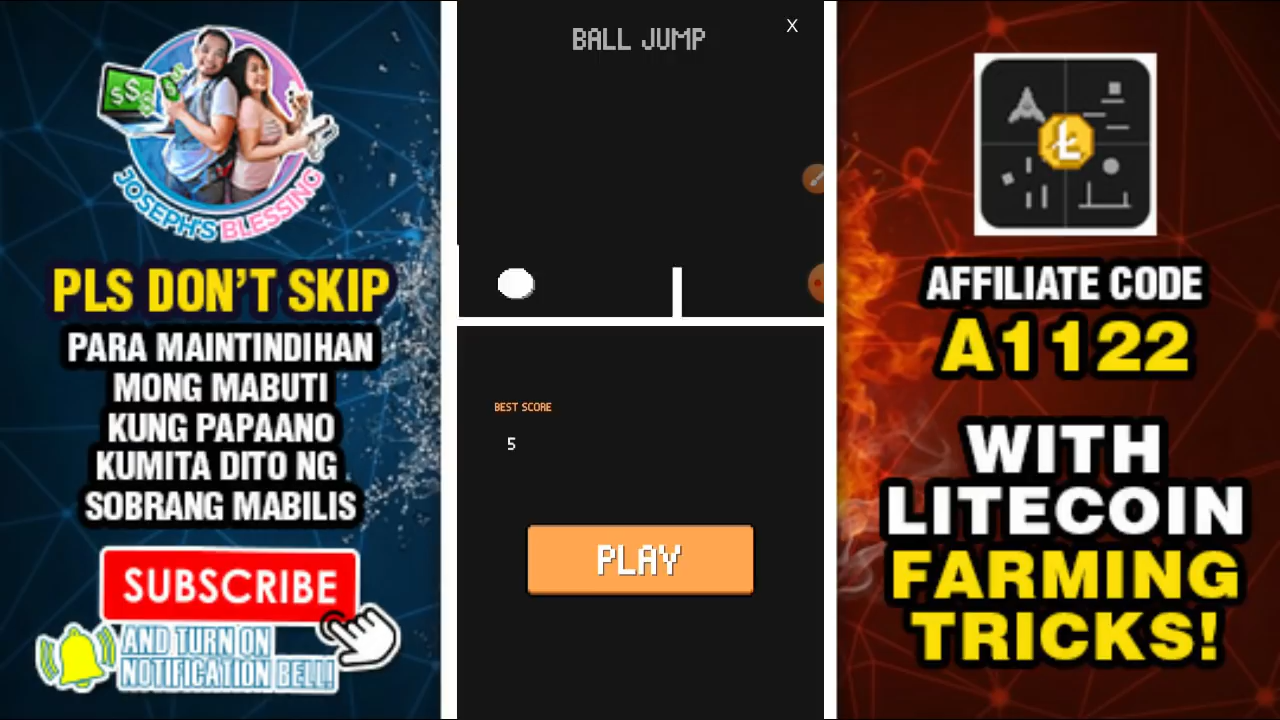 JOSEPH'S BLESSING
PLS DON'T SKIP
PARA MAINTINDIHAN
MONG MABUTI
KUNG PAPAANO
KUMITA DITO NG
SOBRANG MABILIS
SUBSCRIBE
AND TURN ON
NOTIFICATION BELL!
BALL JUMP
X
BEST SCORE
5
PLAY
AFFILIATE CODE
A1122
WITH
LITECOIN
FARMING
TRICKS!